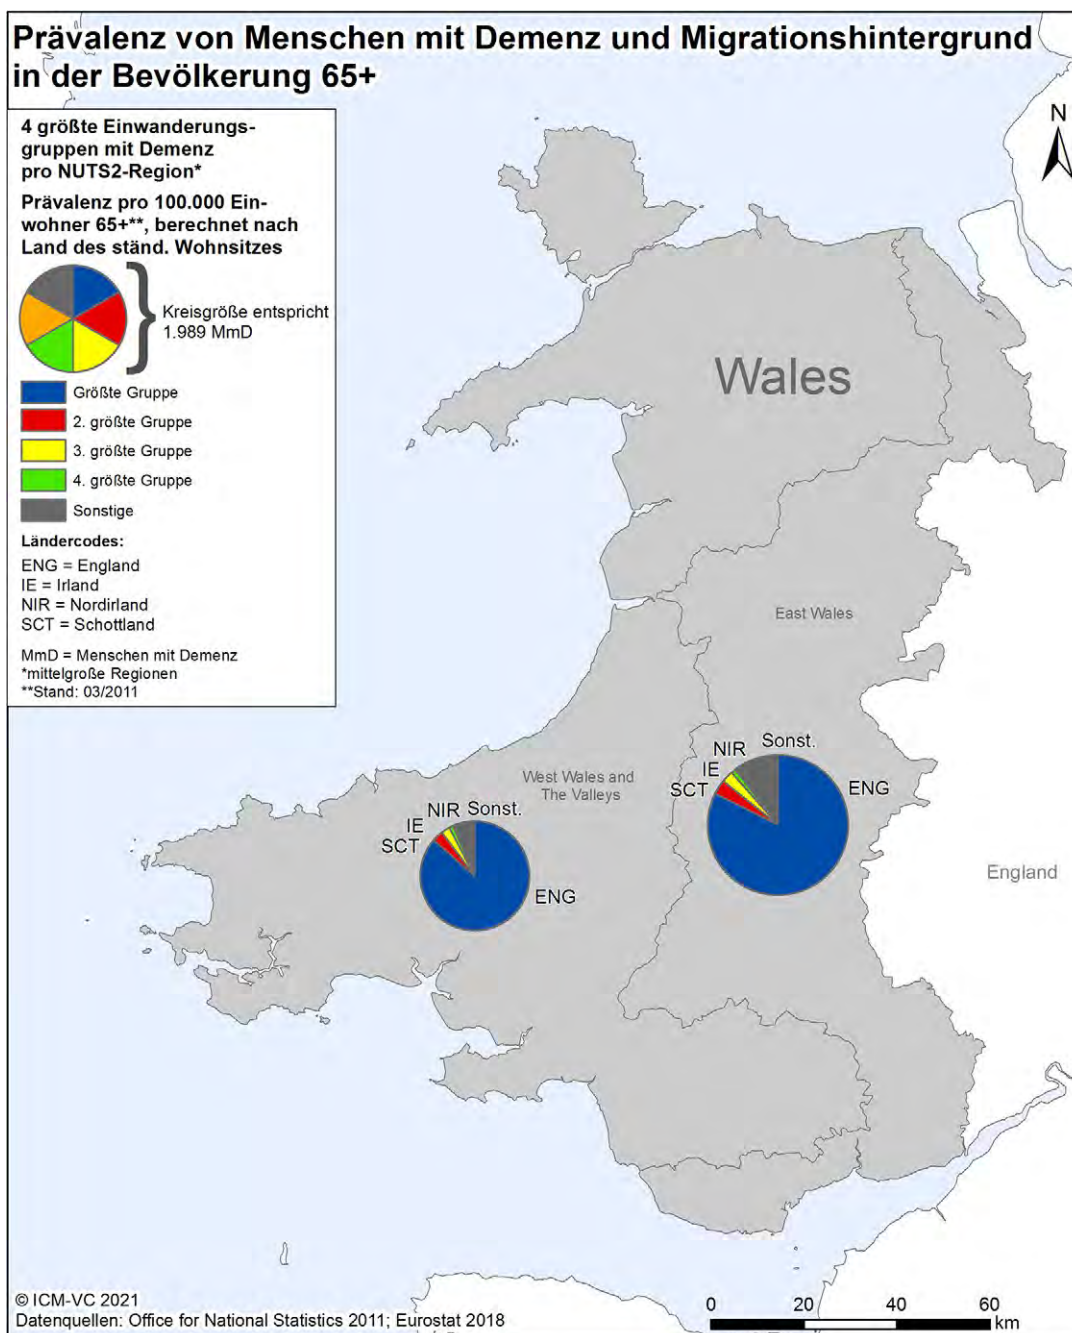 Prävalenz von Menschen mit Demenz und Migrationshintergrund
in der Bevölkerung 65+
4 größte Einwanderungs-
gruppen mit Demenz
pro NUTS2-Region*
Prävalenz pro 100.000 Ein-
wohner 65+**, berechnet nach
Land des ständ. Wohnsitzes
Kreisgröße entspricht
1.989 MmD
Größte Gruppe
2. größte Gruppe
3. größte Gruppe
4. größte Gruppe
Sonstige
Ländercodes:
ENG = England
IE = Irland
NIR = Nordirland
SCT = Schottland
MmD = Menschen mit Demenz
*mittelgroße Regionen
**Stand: 03/2011
N
Wales
East Wales
NIR
Sonst.
IE
SCT
ENG
West Wales and
The Valleys
NIR
Sonst.
IE
SCT
ENG
England
© ICM-VC 2021
Datenquellen: Office for National Statistics 2011; Eurostat 2018
0 20 40 60
km